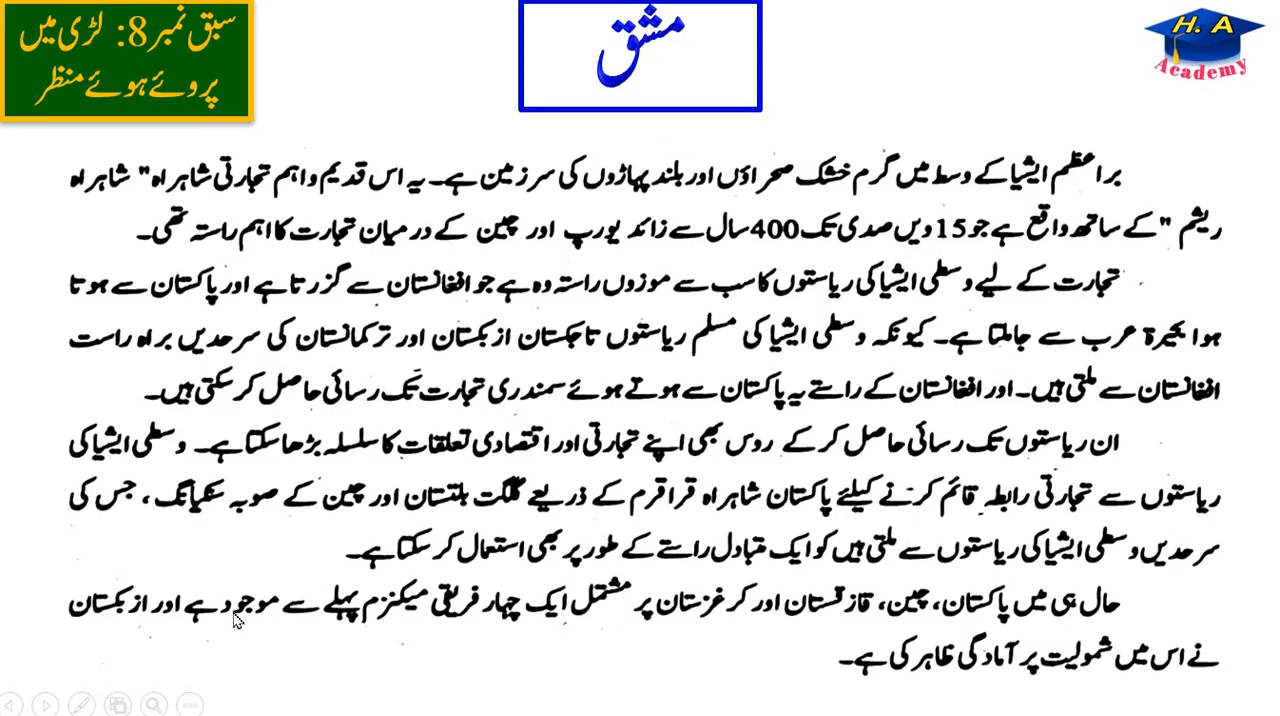 سبق نمبر 8: لڑی میں
پروئے ہوئے منظر
مشق
H. A
Academy
براعظم ایشیا کے وسط میں گرم خشک صحراؤں اور بلند پہاڑوں کی سرزمین ہے۔ یہ اس قدیم و اہم تجارتی شاہراہ" شاہراہ
ریشم "کے ساتھ واقع ہے جو 15 ویں صدی تک 400 سال سے زائد یورپ اور چین کے درمیان تجارت کا اہم راستہ تھی۔
تجارت کے لیے وسطی ایشیا کی ریاستوں کا سب سے موزوں راستہ وہ ہے جو افغانستان سے گزرتا ہے اور پاکستان سے ہوتا
ہوا بحیرۃ عرب سے جا ملتا ہے۔ کیونکہ وسطی ایشیا کی مسلم ریاستوں تاجکستان ازبکستان اور ترکمانستان کی سرحدیں براہ راست
افغانستان سے ملتی ہیں۔ اور افغانستان کے راستے یہ پاکستان سے ہوتے ہوئے سمندری تجارت تک رسائی حاصل کر سکتی ہیں۔
ان ریاستوں تک رسائی حاصل کر کے روس بھی اپنے تجارتی اور اقتصادی تعلقات کا سلسلہ بڑھا سکتا ہے۔ وسطی ایشیا کی
ریاستوں سے تجارتی رابطہ قائم کرنے کیلئے پاکستان شاہراہ قراقرم کے ذریعے گلگت بلتستان اور چین کے صوبہ سنکیانگ ، جس کی
سرحدیں وسطی ایشیا کی ریاستوں سے ملتی ہیں کو ایک متبادل راستے کے طور پر بھی استعمال کر سکتا ہے۔
حال ہی میں پاکستان، چین، قازقستان اور کرغزستان پر مشتمل ایک چہار فریقی میکنزم پہلے سے موجود ہے اور ازبکستان
نے اس میں شمولیت پر آمادگی ظاہر کی ہے۔